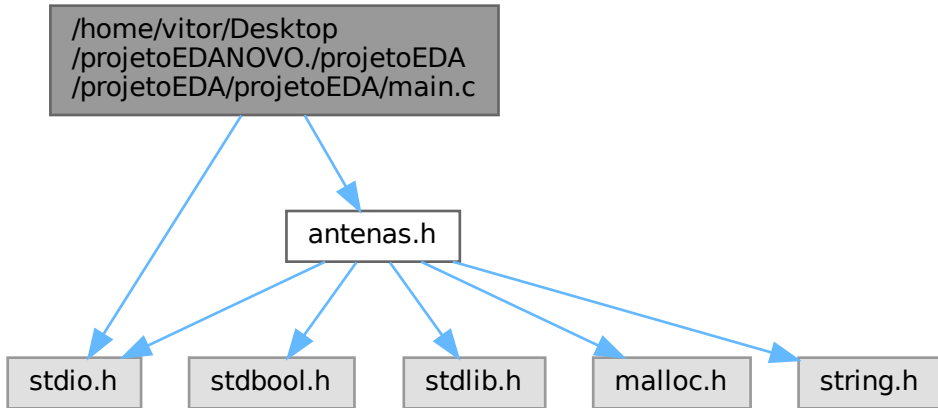 /home/vitor/Desktop
/projetoEDANOVO./projetoEDA
/projetoEDA/projetoEDA/main.c
antenas.h
stdio.h
stdbool.h
stdlib.h
malloc.h
string.h